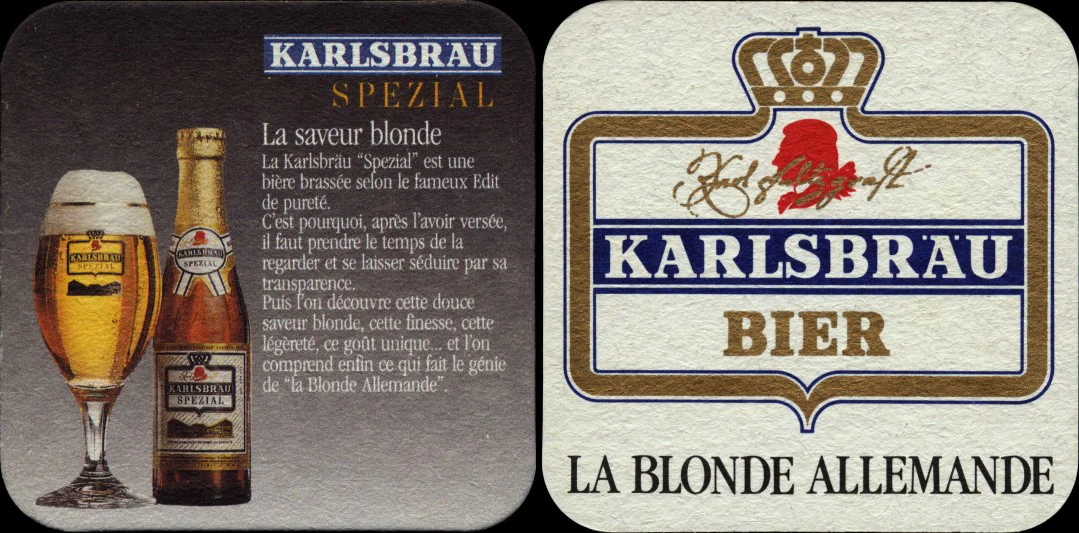 KARLSBRÄU
SPEZIAL
La saveur blonde
La Karlsbräu "Spezial" est une
bière brassée selon le fameux Edit
de pureté.
C'est pourquoi, après l'avoir versée,
il faut prendre le temps de la
regarder et se laisser séduire par sa
transparence.
Puis l'on découvre cette douce
saveur blonde, cette finesse, cette
légèreté, ce goût unique... et l'on
comprend enfin ce qui fait le génie
de "la Blonde Allemande".
KARLSBRÄU
SPEZIAL
KARLSBRÄU
SPEZIAL
KARLSBRÄU
SPEZIAL
KARLSBRÄU
BIER
LA BLONDE ALLEMANDE